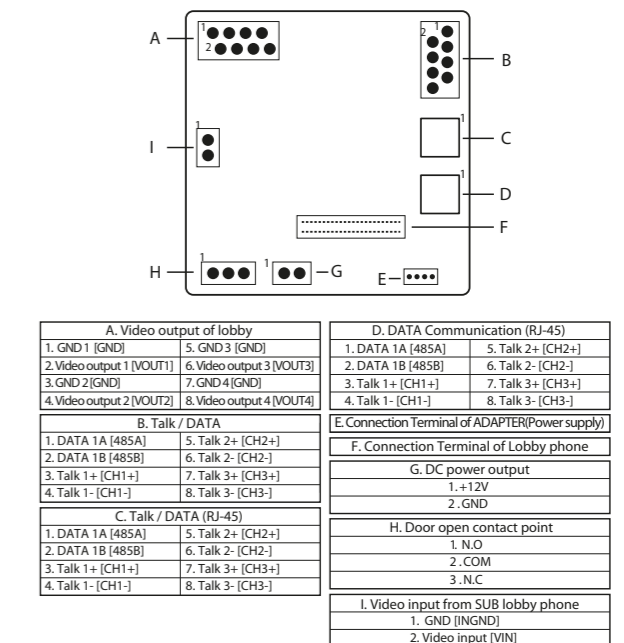 A
1
2
2
1
B
I
1
1
C
1
D
F
H
1
1
G
E
A. Video output of lobby
1. GND 1 [GND] 5. GND 3 [GND]
2. Video output 1 [VOUT1] 6. Video output 3 [VOUT3]
3. GND 2 [GND] 7. GND 4 [GND]
4. Video output 2 [VOUT2] 8. Video output 4 [VOUT4]
B. Talk / DATA
1. DATA 1A [485A] 5. Talk 2+ [CH2+]
2. DATA 1B [485B] 6. Talk 2- [CH2-]
3. Talk 1+ [CH1+] 7. Talk 3+ [CH3+]
4. Talk 1- [CH1-] 8. Talk 3- [CH3-]
C. Talk / DATA (RJ-45)
1. DATA 1A [485A] 5. Talk 2+ [CH2+]
2. DATA 1B [485B] 6. Talk 2- [CH2-]
3. Talk 1+ [CH1+] 7. Talk 3+ [CH3+]
4. Talk 1- [CH1-] 8. Talk 3- [CH3-]
D. DATA Communication (RJ-45)
1. DATA 1A [485A] 5. Talk 2+ [CH2+]
2. DATA 1B [485B] 6. Talk 2- [CH2-]
3. Talk 1+ [CH1+] 7. Talk 3+ [CH3+]
4. Talk 1- [CH1-] 8. Talk 3- [CH3-]
E. Connection Terminal of ADAPTER(Power supply)
F. Connection Terminal of Lobby phone
G. DC power output
1.+12V
2 .GND
H. Door open contact point
1. N.O
2 .COM
3 .N.C
I. Video input from SUB lobby phone
1. GND [INGND]
2. Video input [VIN]